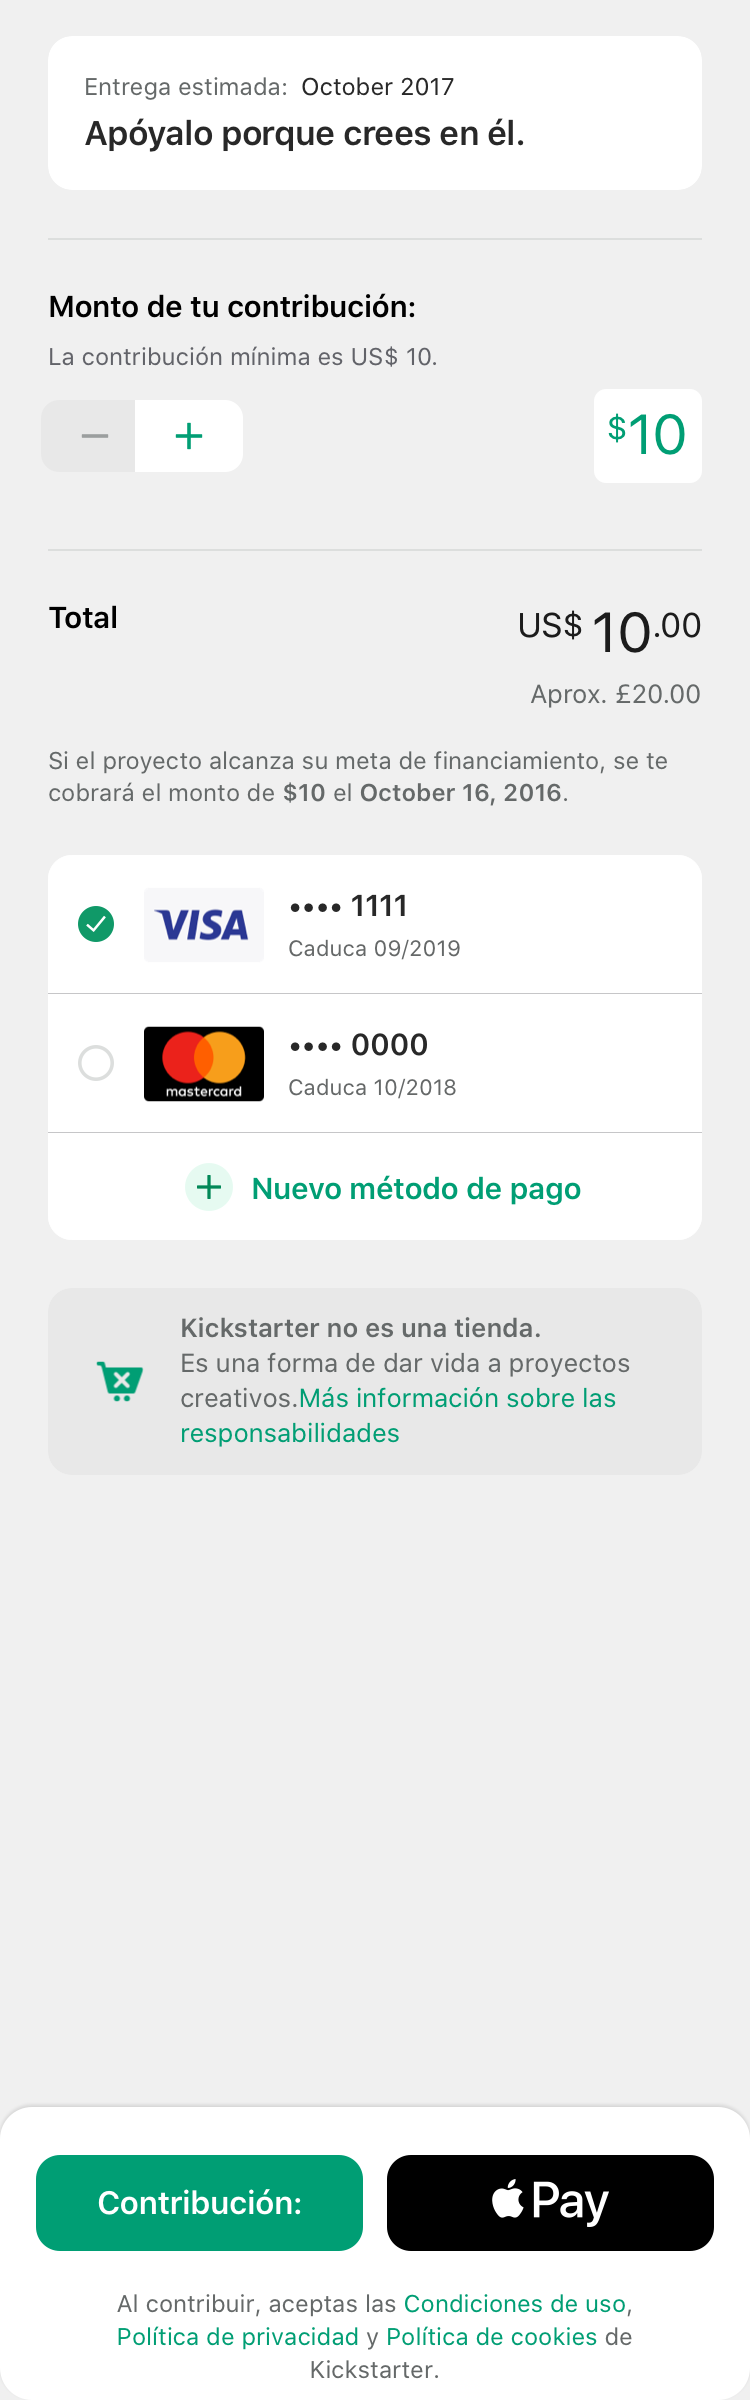 Entrega estimada: October 2017
Apóyalo porque crees en él.
Monto de tu contribución:
La contribución mínima es US$ 10.
$10
Total
US$ 10.00
Aprox. £20.00
Si el proyecto alcanza su meta de financiamiento, se te
cobrará el monto de $10 el October 16, 2016.
VISA
•••• 1111
Caduca 09/2019
mastercard
•••• 0000
Caduca 10/2018
Nuevo método de pago
Kickstarter no es una tienda.
Es una forma de dar vida a proyectos
creativos.Más información sobre las
responsabilidades
Contribución:
Pay
Al contribuir, aceptas las Condiciones de uso,
Política de privacidad y Política de cookies de
Kickstarter.